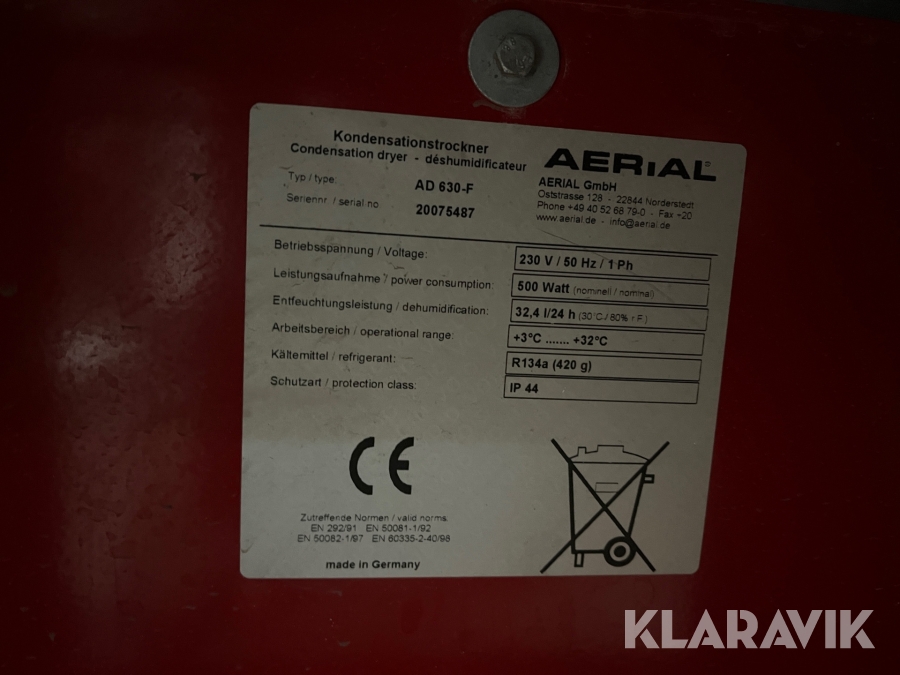 Kondensationstrockner
Condensation dryer - déshumidificateur
Typ / type: AD 630-F
Seriennr. / serial no 20075487
AERiAL
AERIAL GmbH
Oststrasse 128 - 22844 Norderstedt
Phone +49 40 52 68 79-0 - Fax +20
www.aerial.de - info@aerial.de
Betriebsspannung / Voltage: 230 V / 50 Hz / 1 Ph
Leistungsaufnahme / power consumption: 500 Watt (nominell / nominal)
Entfeuchtungsleistung / dehumidification: 32,4 l/24 h (30°C / 80% r.F.)
Arbeitsbereich / operational range: +3°C ....... +32°C
Kältemittel / refrigerant: R134a (420 g)
Schutzart / protection class: IP 44
CE
Zutreffende Normen / valid norms
EN 292/91 EN 50081-1/92
EN 50082-1/97 EN 60335-2-40/98
made in Germany
KLARAVIK